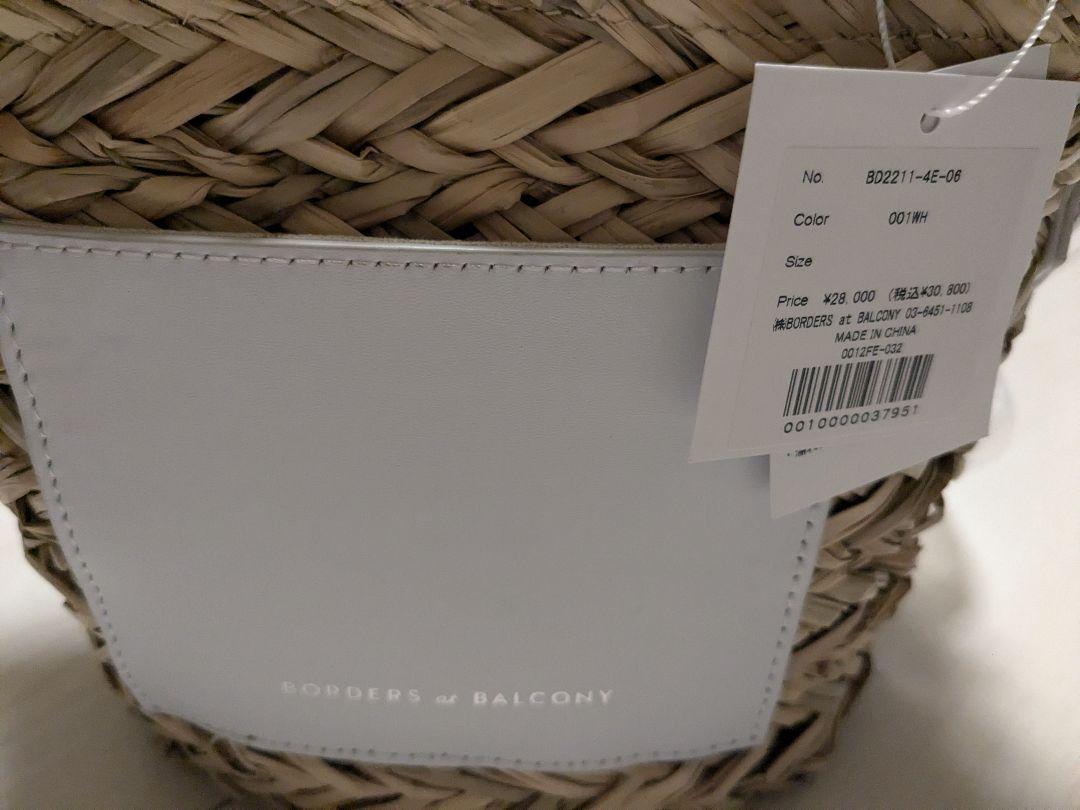 No. BD2211-4E-06
Color 001WH
Size
Price ¥28,000 (税込¥30,800)
㈱BORDERS at BALCONY 03-6451-1108
MADE IN CHINA
0012FE-032
0010000037951
BORDERS at BALCONY